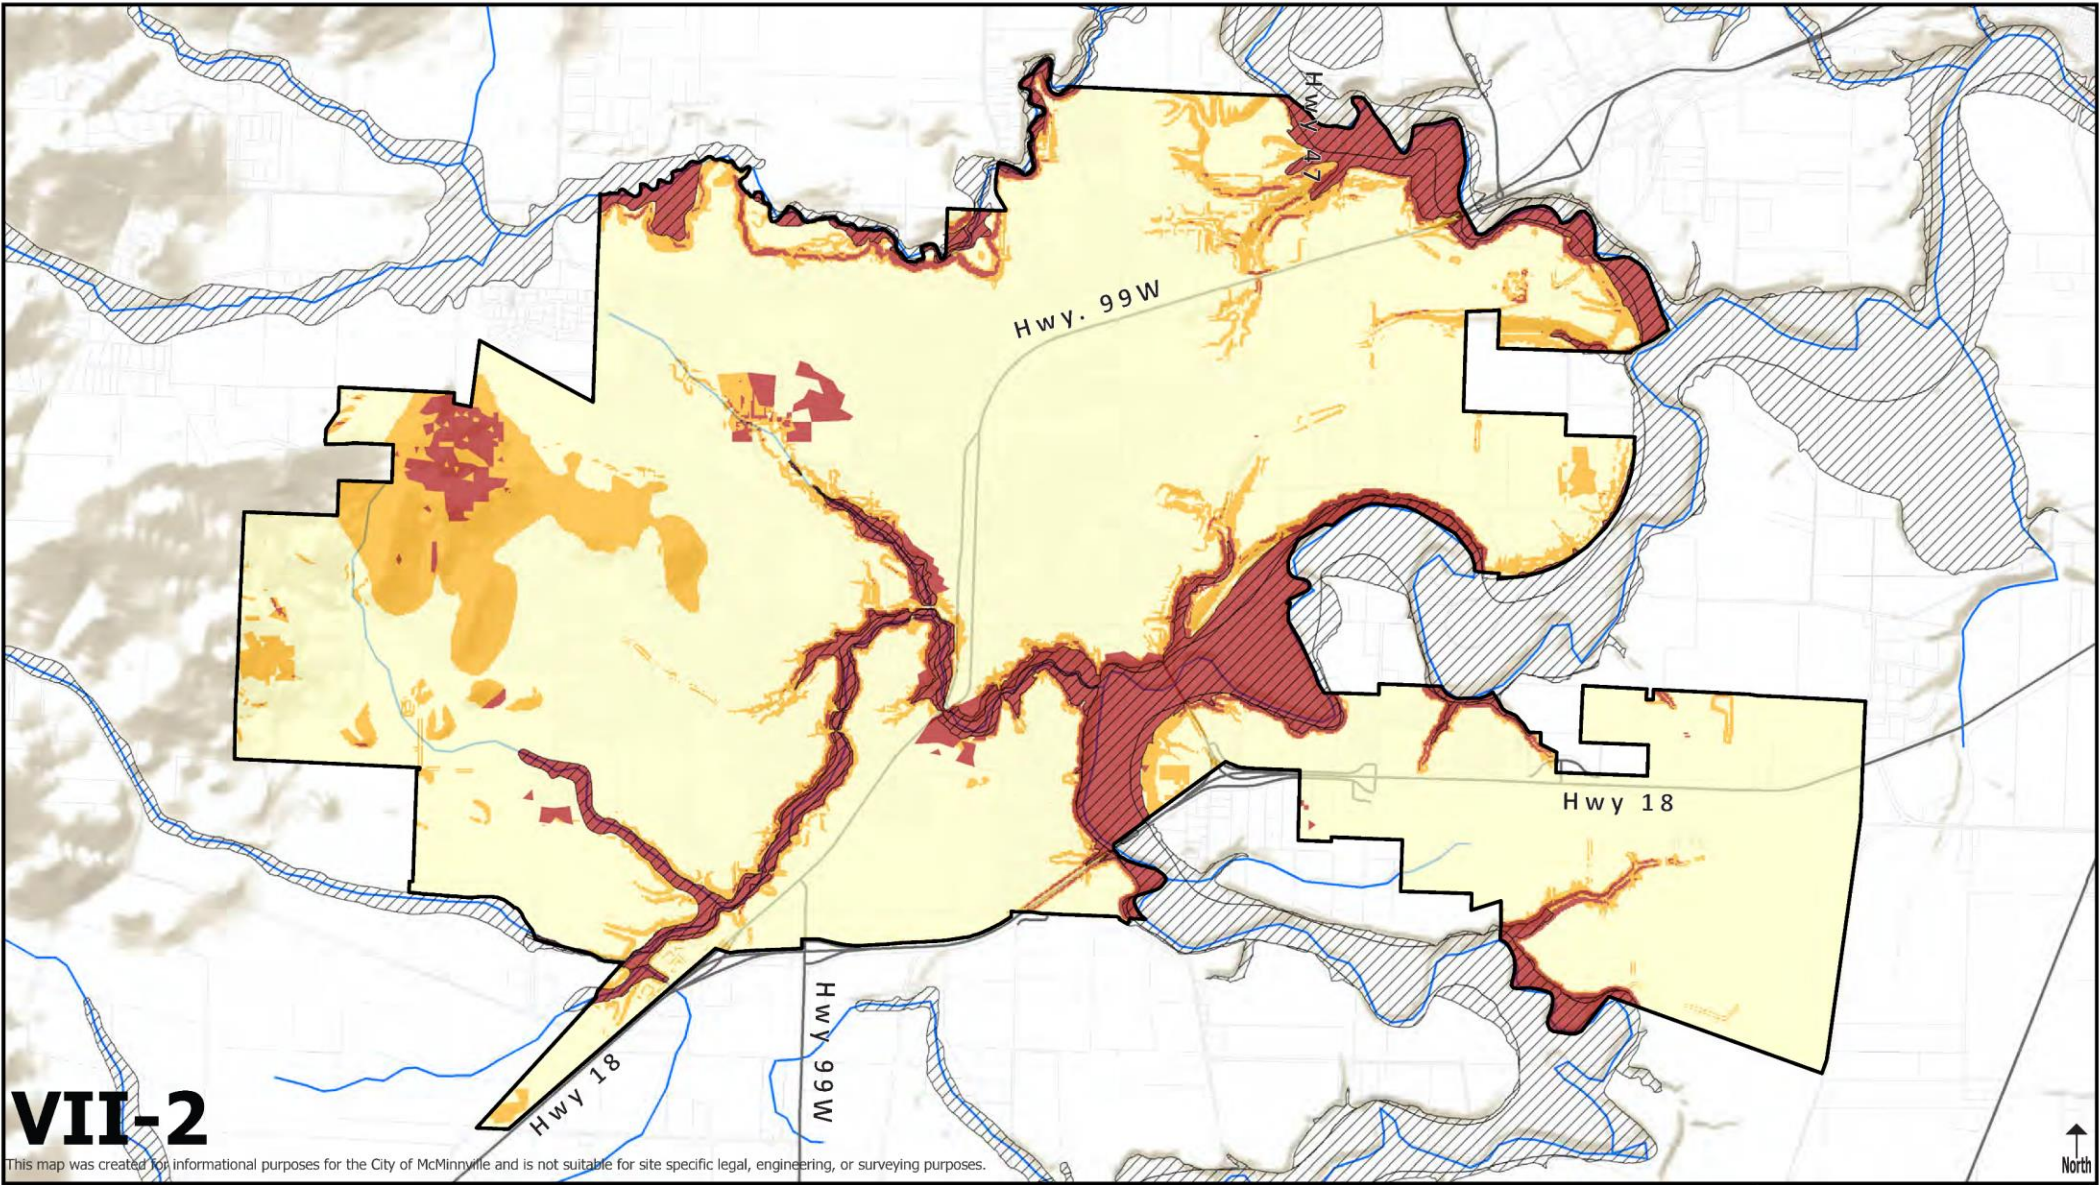 Hwy 47
Hwy. 99W
Hwy 18
Hwy 99W
Hwy 18
VII-2
This map was created for informational purposes for the City of McMinnville and is not suitable for site specific legal, engineering, or surveying purposes.
North